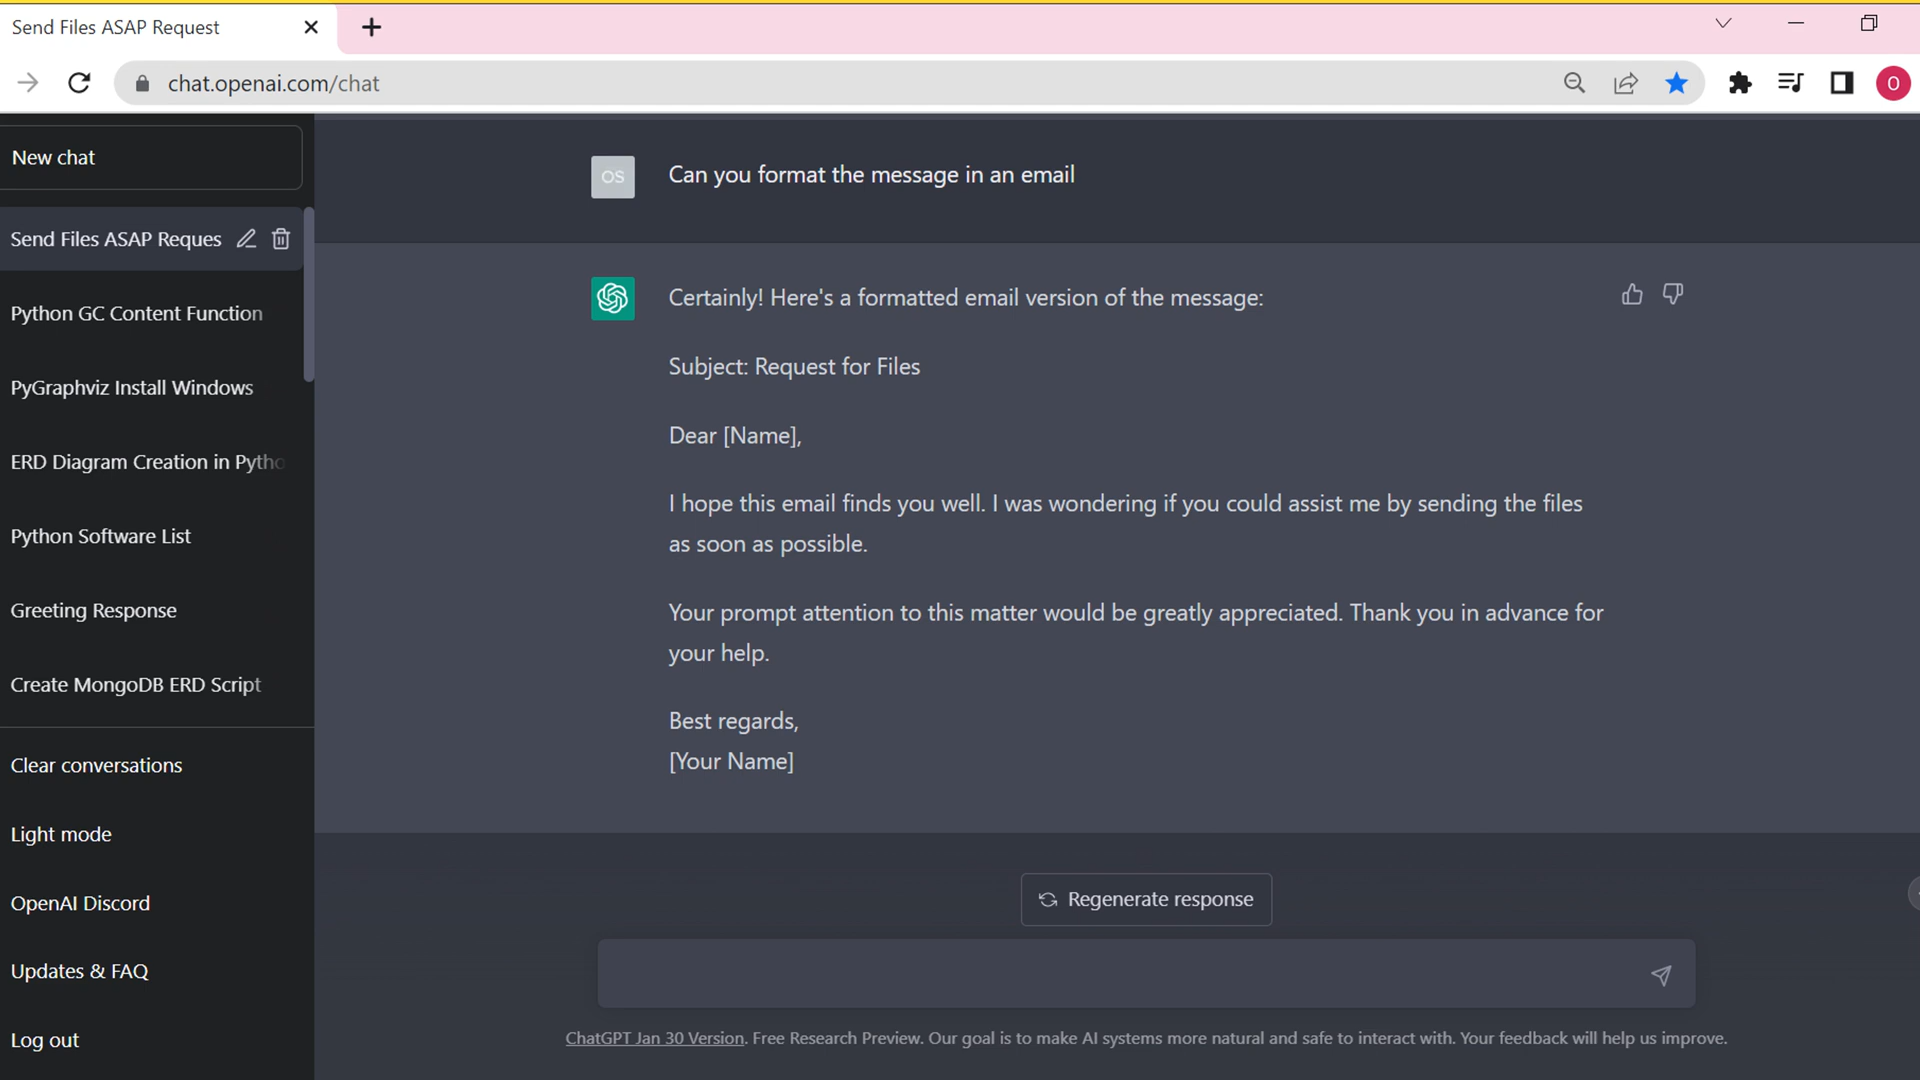 Send Files ASAP Request
chat.openai.com/chat
O
New chat
Send Files ASAP Reques
Python GC Content Function
PyGraphviz Install Windows
ERD Diagram Creation in Pytho
Python Software List
Greeting Response
Create MongoDB ERD Script
Clear conversations
Light mode
OpenAI Discord
Updates & FAQ
Log out
OS
Can you format the message in an email
Certainly! Here's a formatted email version of the message:
Subject: Request for Files
Dear [Name],
I hope this email finds you well. I was wondering if you could assist me by sending the files
as soon as possible.
Your prompt attention to this matter would be greatly appreciated. Thank you in advance for
your help.
Best regards,
[Your Name]
Regenerate response
ChatGPT Jan 30 Version. Free Research Preview. Our goal is to make AI systems more natural and safe to interact with. Your feedback will help us improve.